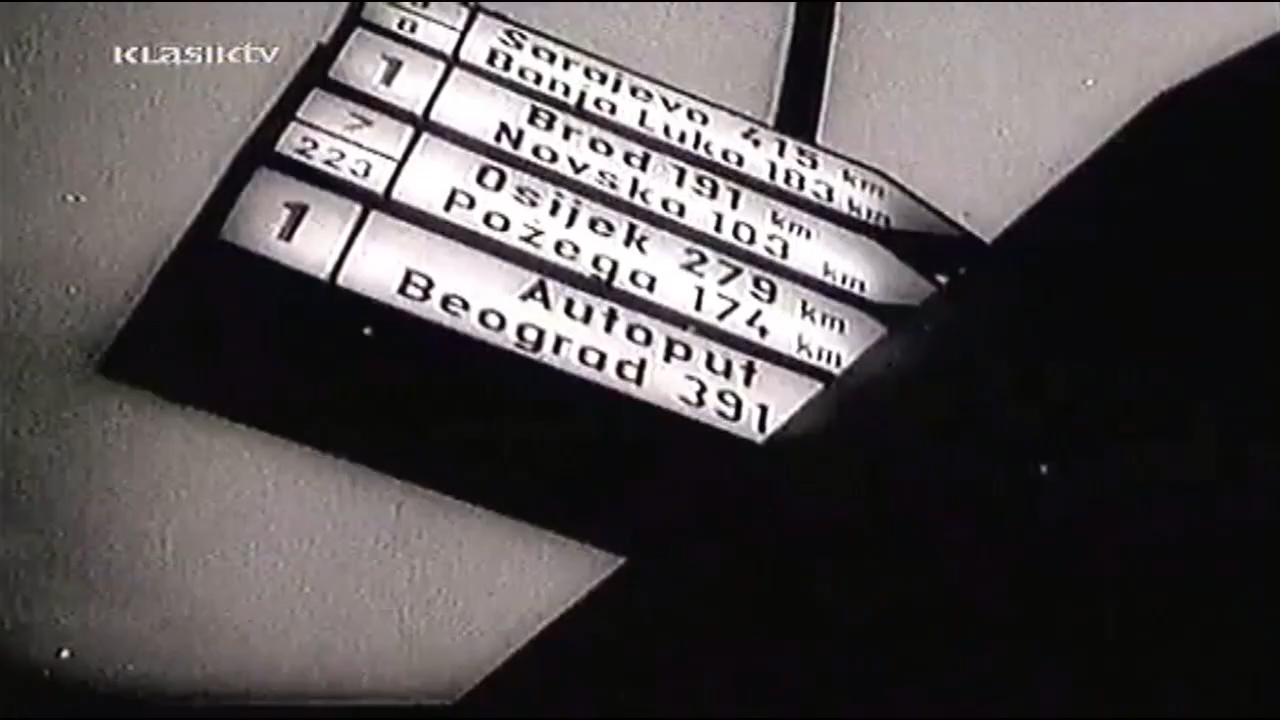 KLASIKTV
8
Sarajevo 415 km
Banja Luka 183 km
1
Brod 191 km
Novska 103 km
7
223
Osijek 279 km
Požega 174 km
1
Autoput
Beograd 391